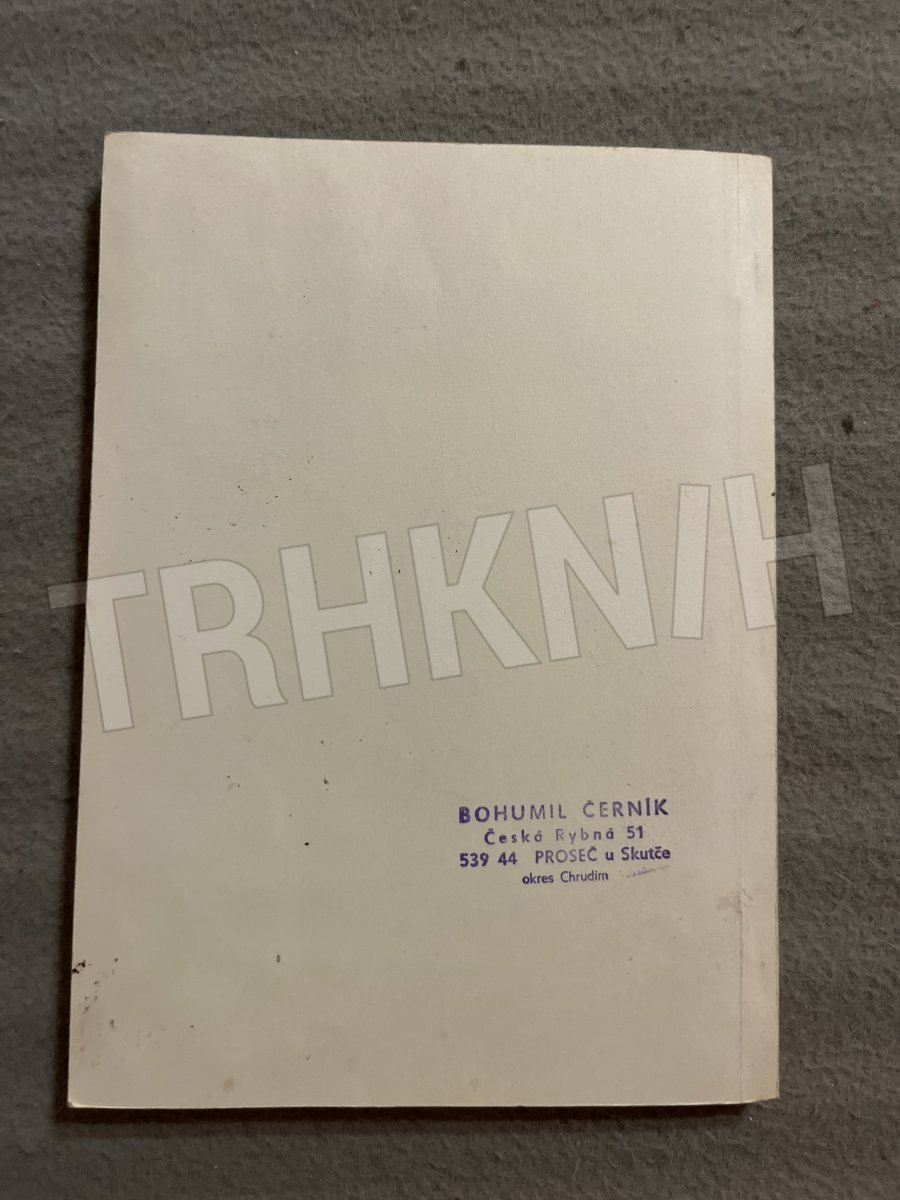 TRHKNIH
BOHUMIL ČERNÍK
Česká Rybná 51
539 44 PROSEČ u Skutče
okres Chrudim